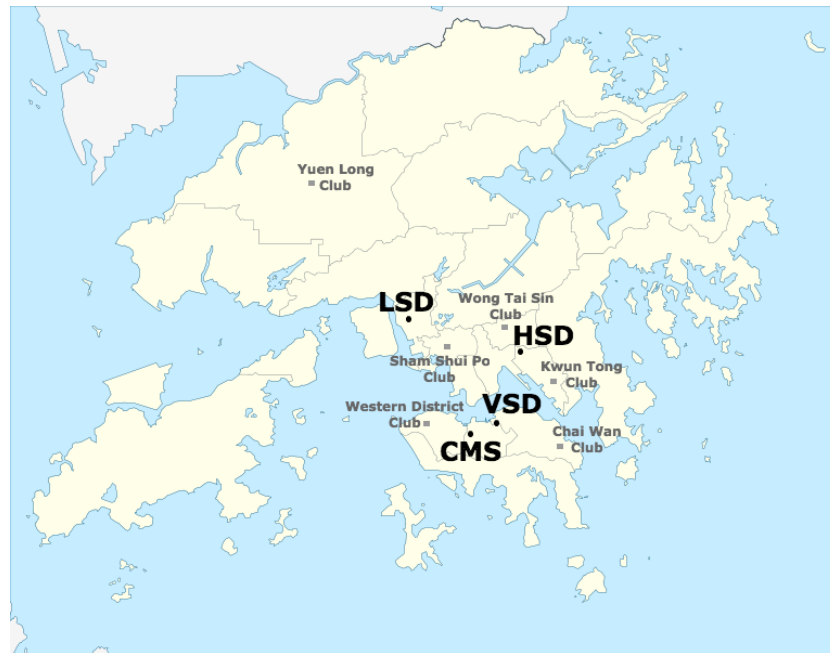 Yuen Long
Club
LSD
Wong Tai Sin
Club
HSD
Sham Shui Po
Club
Kwun Tong
Club
VSD
Western District
Club
CMS
Chai Wan
Club